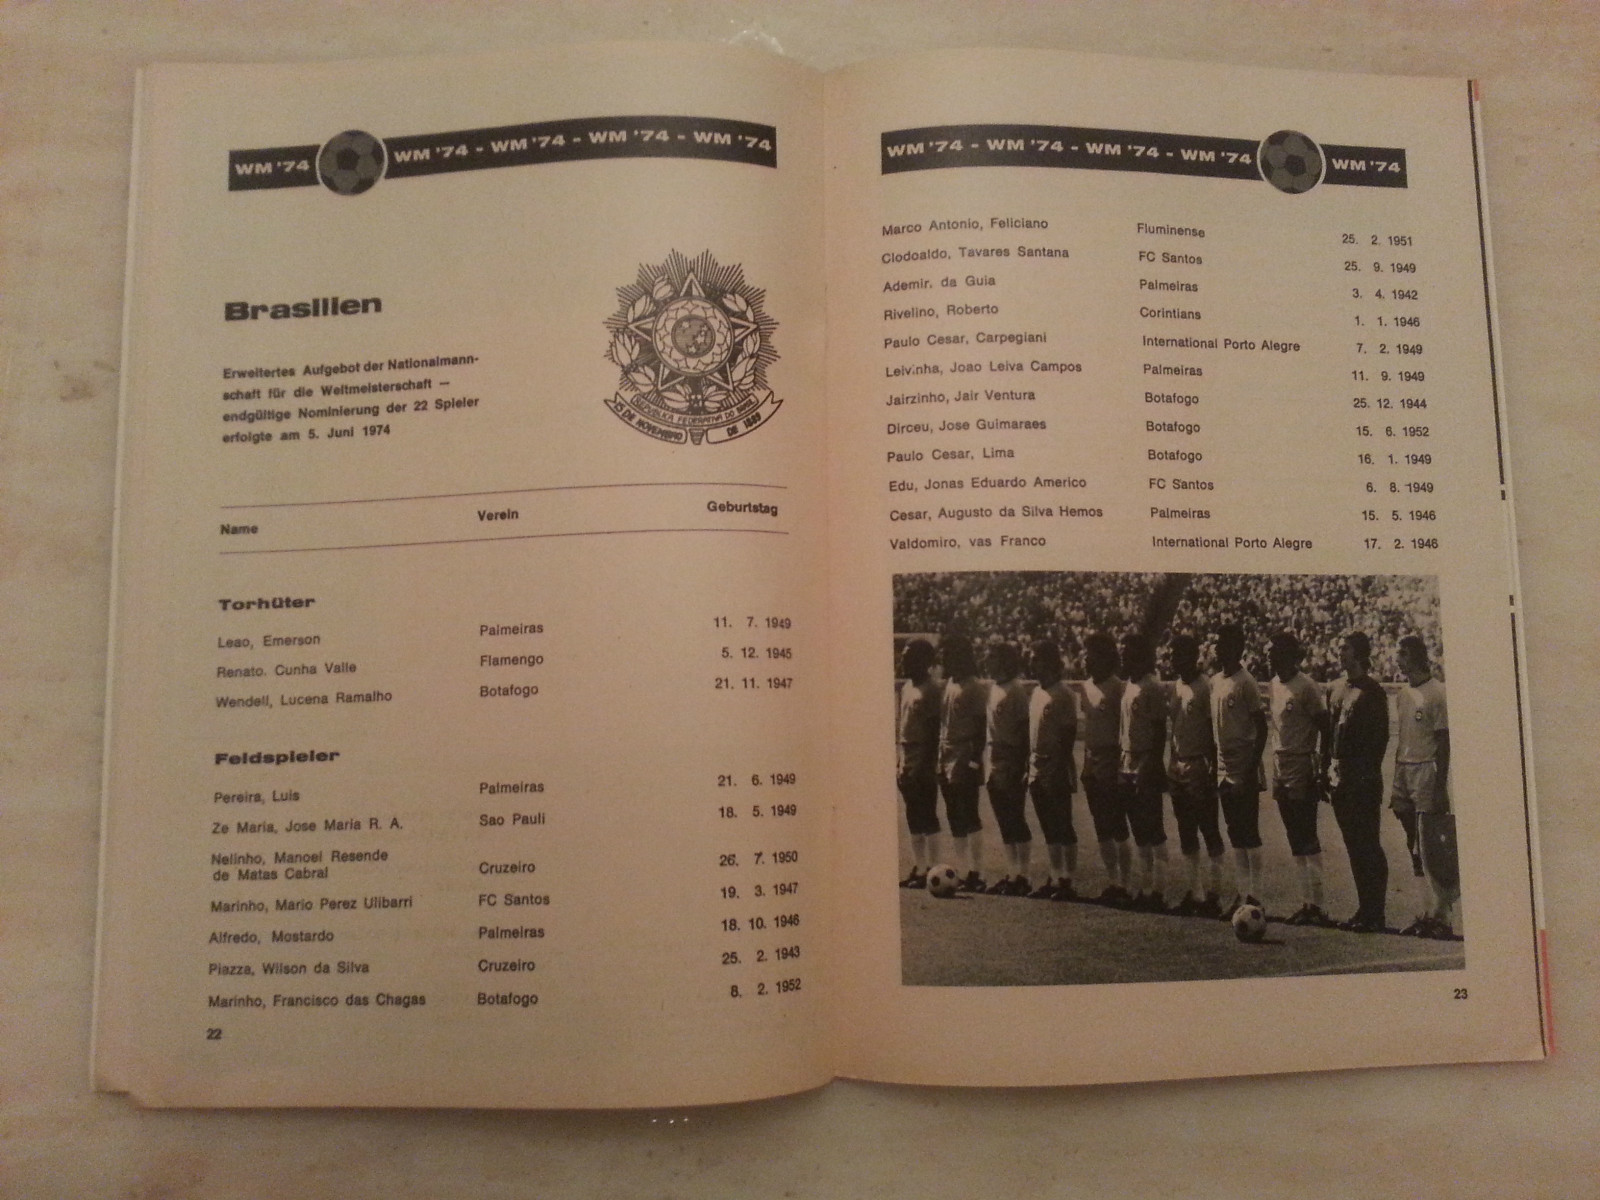 WM '74 WM '74 - WM '74 - WM '74 - WM '74
Brasilien
Erweitertes Aufgebot der Nationalmann-
schaft für die Weltmeisterschaft —
endgültige Nominierung der 22 Spieler
erfolgte am 5. Juni 1974
REPUBLICA FEDERATIVA DO BRASIL
15 DE NOVEMBRO DE 1889
Name Verein Geburtstag
Torhüter
Leao, Emerson Palmeiras 11. 7. 1949
Renato. Cunha Valle Flamengo 5. 12. 1945
Wendell, Lucena Ramalho Botafogo 21. 11. 1947
Feldspieler
Pereira, Luis Palmeiras 21. 6. 1949
Ze Maria, Jose Maria R. A. Sao Pauli 18. 5. 1949
Nelinho, Manoel Resende
de Matas Cabral Cruzeiro 26. 7. 1950
Marinho, Mario Perez Ulibarri FC Santos 19. 3. 1947
Alfredo, Mostardo Palmeiras 18. 10. 1946
Piazza, Wilson da Silva Cruzeiro 25. 2. 1943
Marinho, Francisco das Chagas Botafogo 8. 2. 1952
22
WM '74 - WM '74 - WM '74 - WM '74 WM '74
Marco Antonio, Feliciano Fluminense 25. 2. 1951
Clodoaldo, Tavares Santana FC Santos 25. 9. 1949
Ademir. da Guia Palmeiras 3. 4. 1942
Rivelino, Roberto Corintians 1. 1. 1946
Paulo Cesar, Carpegiani International Porto Alegre 7. 2. 1949
Leivinha, Joao Leiva Campos Palmeiras 11. 9. 1949
Jairzinho, Jair Ventura Botafogo 25. 12. 1944
Dirceu, Jose Guimaraes Botafogo 15. 6. 1952
Paulo Cesar, Lima Botafogo 16. 1. 1949
Edu, Jonas Eduardo Americo FC Santos 6. 8. 1949
Cesar, Augusto da Silva Hemos Palmeiras 15. 5. 1946
Valdomiro, vas Franco International Porto Alegre 17. 2. 1946
23